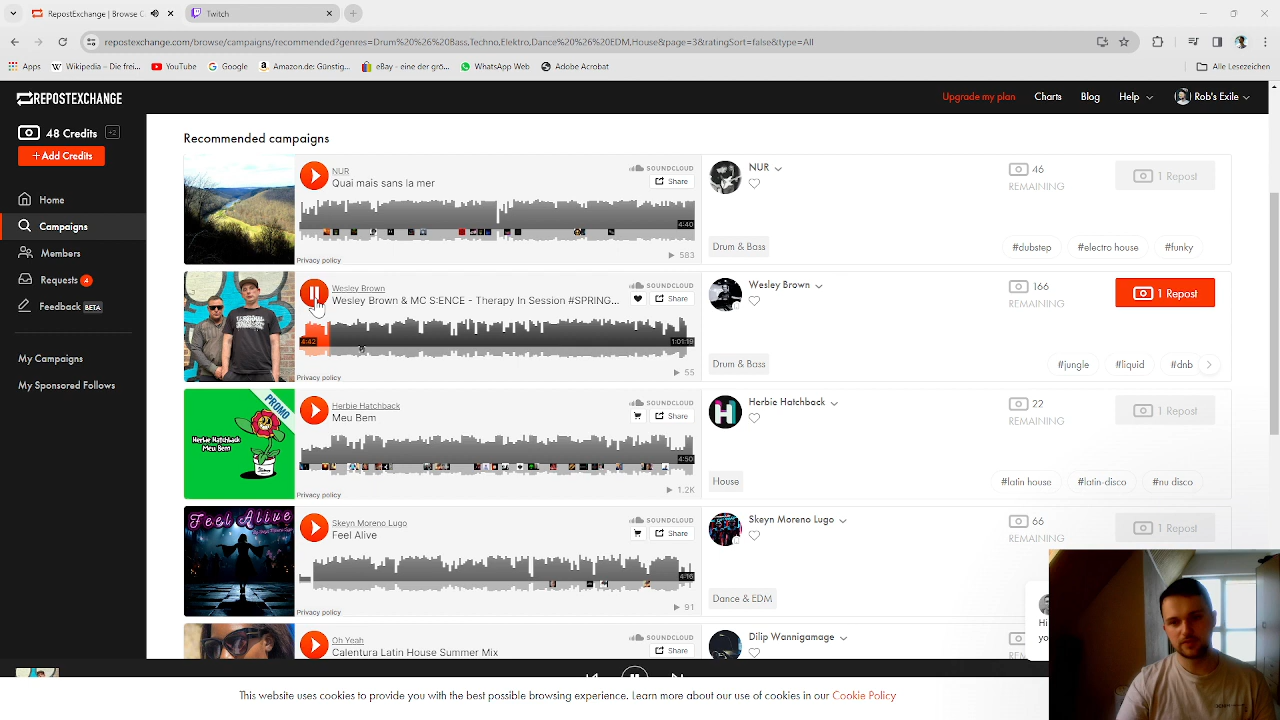 RepostExchange | Browse C
Twitch
repostexchange.com/browse/campaigns/recommended?genres=Drum%20%26%20Bass,Techno,Elektro,Dance%20%26%20EDM,House&page=3&ratingSort=false&type=All
Apps
Wikipedia – Die frei...
YouTube
Google
Amazon.de: Günstig...
eBay - eine der gro...
WhatsApp Web
Adobe Acrobat
Alle Lesezeichen
REPOSTEXCHANGE
Upgrade my plan
Charts
Blog
Help
Rob's Exile
48 Credits +2
+ Add Credits
Home
Campaigns
Members
Requests 4
Feedback BETA
My Campaigns
My Sponsored Follows
Recommended campaigns
NUR
Quai mais sans la mer
SOUNDCLOUD
Share
4:40
Privacy policy
583
NUR
Drum & Bass
46
REMAINING
1 Repost
#dubstep
#electro house
#funky
Wesley Brown
Wesley Brown & MC SENCE - Therapy In Session #SPRING...
SOUNDCLOUD
Share
4:42
1:01:19
Privacy policy
55
Wesley Brown
Drum & Bass
166
REMAINING
1 Repost
#jungle
#liquid
#dnb
PROMO
Herbie Hatchback
Meu Bem
Herbie Hatchback
Meu Bem
SOUNDCLOUD
Share
4:50
Privacy policy
1.2K
Herbie Hatchback
House
22
REMAINING
1 Repost
#latin house
#latin-disco
#nu disco
Feel Alive
Skeyn Moreno Lugo
Feel Alive
SOUNDCLOUD
Share
4:16
Privacy policy
91
Skeyn Moreno Lugo
Dance & EDM
66
REMAINING
1 Repost
Hi
yo
Oh Yeah
Calentura Latin House Summer Mix
SOUNDCLOUD
Share
Dilip Wannigamage
This website uses cookies to provide you with the best possible browsing experience. Learn more about our use of cookies in our Cookie Policy